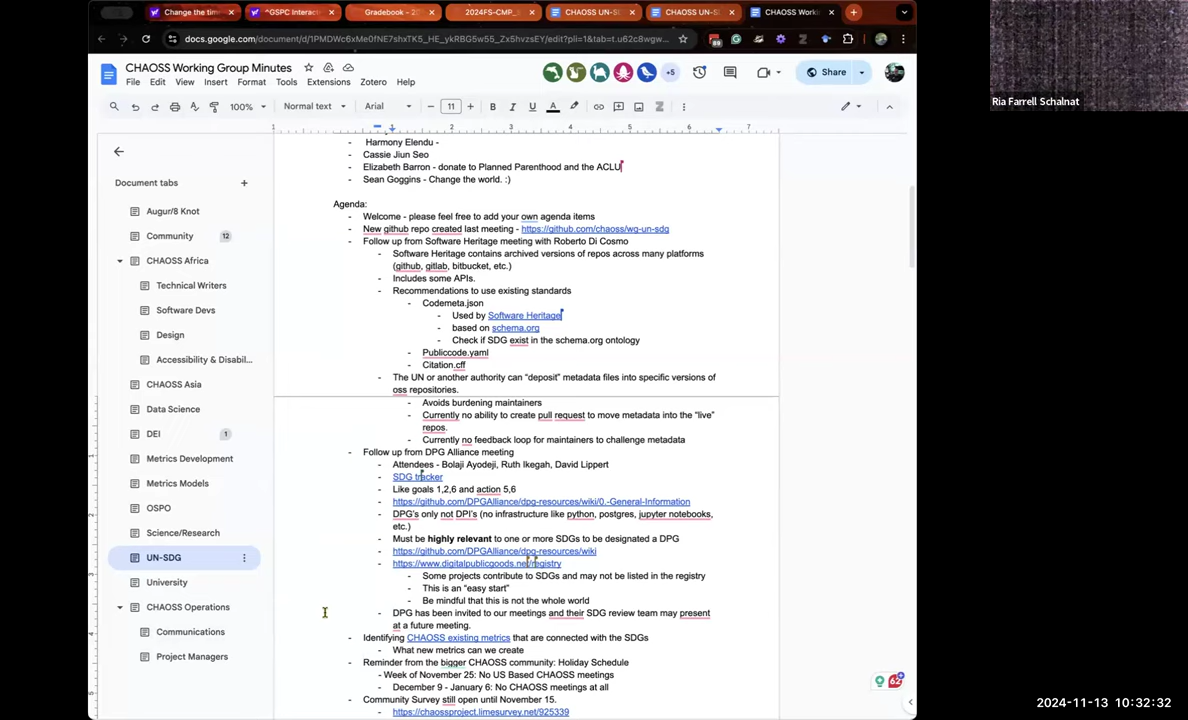 Change the tim
^GSPC Interac
Gradebook - 2
2024FS-CMP_
CHAOSS UN-S
CHAOSS UN-S
CHAOSS Worki
docs.google.com/document/d/1PMDWc6xMe0fNE7shxTK5_HE_ykRBG5w55_Zx5hvzsEY/edit?pli=1&tab=t.u62c8wgw...
CHAOSS Working Group Minutes
File Edit View Insert Format Tools Extensions Zotero Help
+5
Share
100% Normal text Arial 11
Ria Farrell Schalnat
1 1 2 3 4 5 6 7
Document tabs
Augur/8 Knot
Community 12
CHAOSS Africa
Technical Writers
Software Devs
Design
Accessibility & Disabil...
CHAOSS Asia
Data Science
DEI 1
Metrics Development
Metrics Models
OSPO
Science/Research
UN-SDG
University
CHAOSS Operations
Communications
Project Managers
- Harmony Elendu -
- Cassie Jiun Seo
- Elizabeth Barron - donate to Planned Parenthood and the ACLU
- Sean Goggins - Change the world. :)
Agenda:
- Welcome - please feel free to add your own agenda items
- New github repo created last meeting - https://github.com/chaoss/wg-un-sdg
- Follow up from Software Heritage meeting with Roberto Di Cosmo
- Software Heritage contains archived versions of repos across many platforms
(github, gitlab, bitbucket, etc.)
- Includes some APIs.
- Recommendations to use existing standards
- Codemeta.json
- Used by Software Heritage
- based on schema.org
- Check if SDG exist in the schema.org ontology
- Publiccode.yaml
- Citation.cff
- The UN or another authority can “deposit” metadata files into specific versions of
oss repositories.
- Avoids burdening maintainers
- Currently no ability to create pull request to move metadata into the “live”
repos.
- Currently no feedback loop for maintainers to challenge metadata
- Follow up from DPG Alliance meeting
- Attendees - Bolaji Ayodeji, Ruth Ikegah, David Lippert
- SDG tracker
- Like goals 1,2,6 and action 5,6
- https://github.com/DPGAlliance/dpg-resources/wiki/0.-General-Information
- DPG's only not DPI's (no infrastructure like python, postgres, jupyter notebooks,
etc.)
- Must be highly relevant to one or more SDGs to be designated a DPG
- https://github.com/DPGAlliance/dpg-resources/wiki
- https://www.digitalpublicgoods.net/registry
- Some projects contribute to SDGs and may not be listed in the registry
- This is an “easy start”
- Be mindful that this is not the whole world
- DPG has been invited to our meetings and their SDG review team may present
at a future meeting.
- Identifying CHAOSS existing metrics that are connected with the SDGs
- What new metrics can we create
- Reminder from the bigger CHAOSS community: Holiday Schedule
- Week of November 25: No US Based CHAOSS meetings
- December 9 - January 6: No CHAOSS meetings at all
- Community Survey still open until November 15.
- https://chaossproject.limesurvey.net/925339
62
2024-11-13 10:32:32